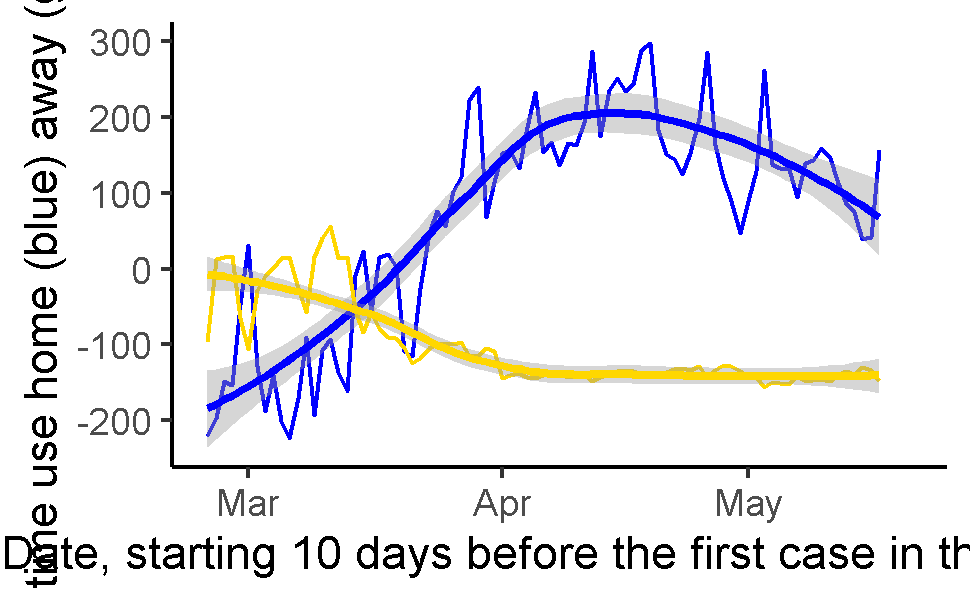 time use home (blue) away (
300
200
100
0
-100
-200
Mar Apr May
Date, starting 10 days before the first case in th